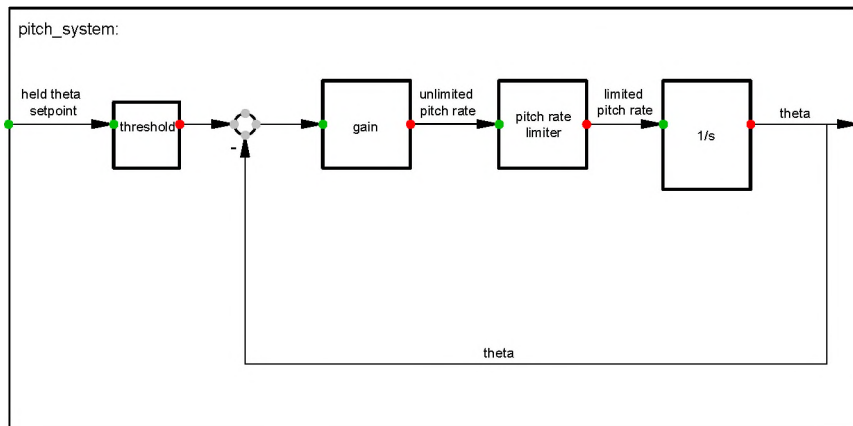 pitch_system:
held theta
setpoint
threshold
-
gain
unlimited
pitch rate
pitch rate
limiter
limited
pitch rate
1/s
theta
theta